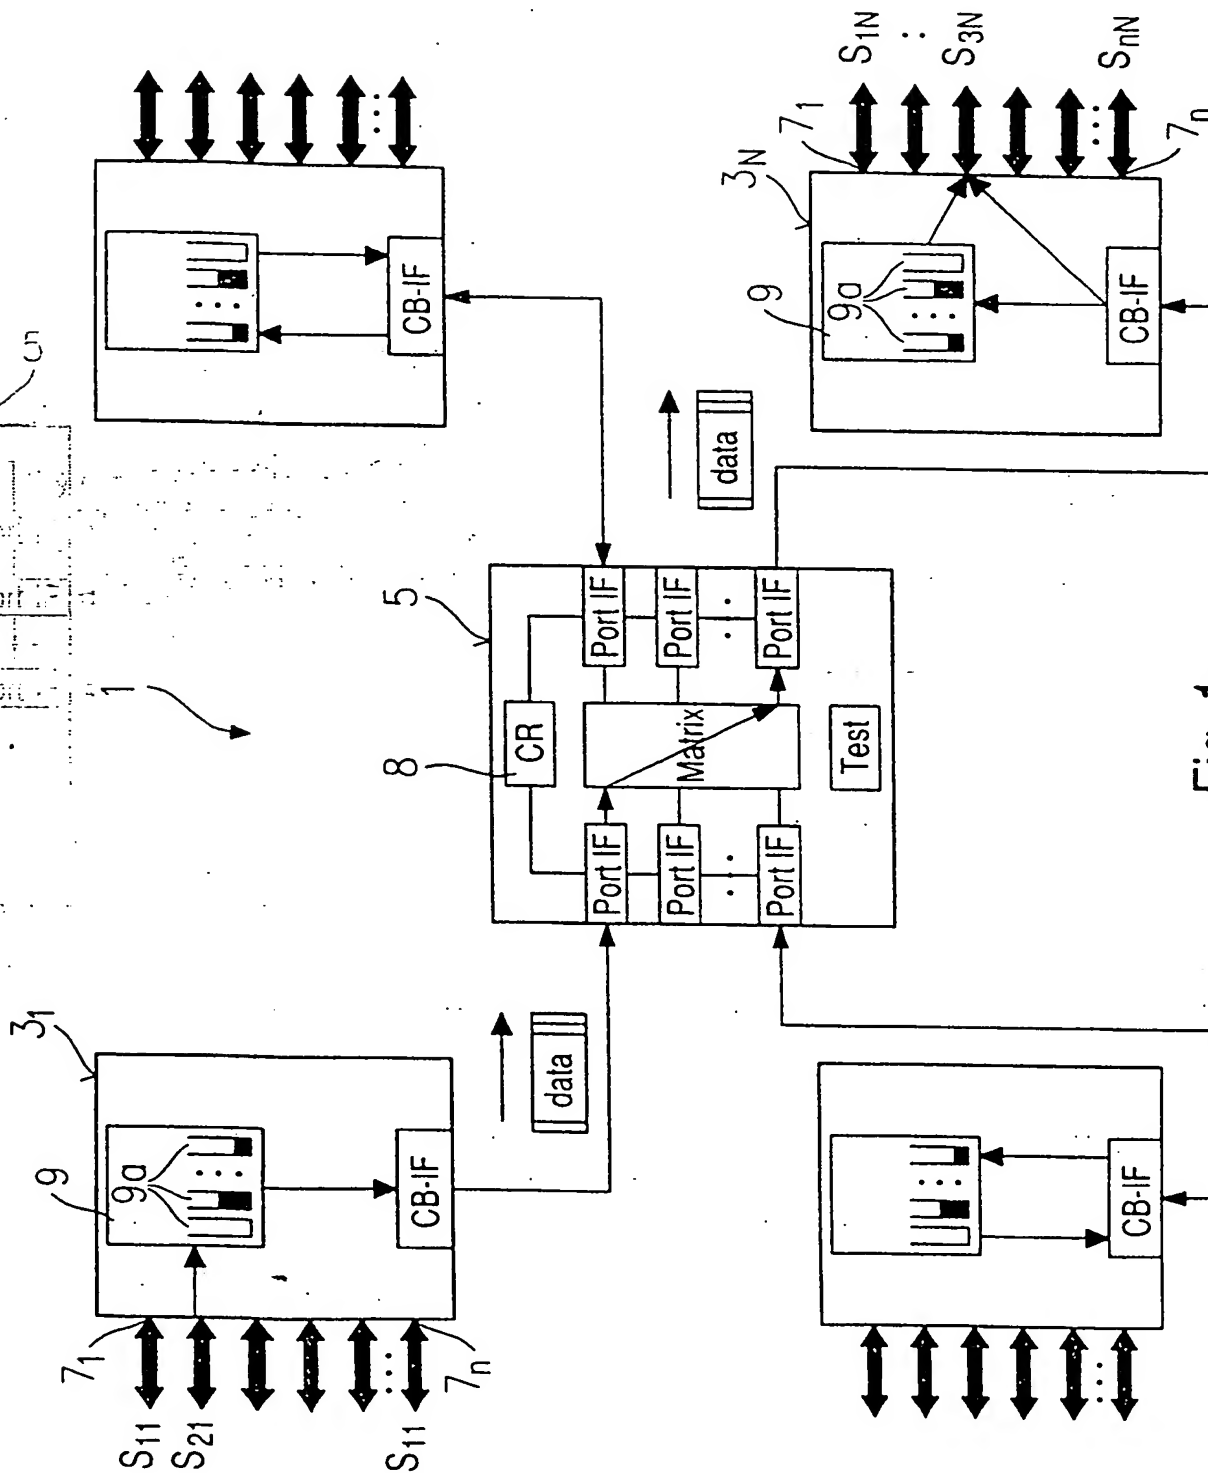 1
3₁
9
9a
7₁
S₁₁
S₂₁
7ₙ
S₁₁
CB-IF
data
5
8
CR
Port IF
Port IF
Port IF
Matrix
Port IF
Port IF
Port IF
Test
data
CB-IF
CB-IF
3_N
9
9a
7₁
S₁N
S₃N
SₙN
7ₙ
CB-IF